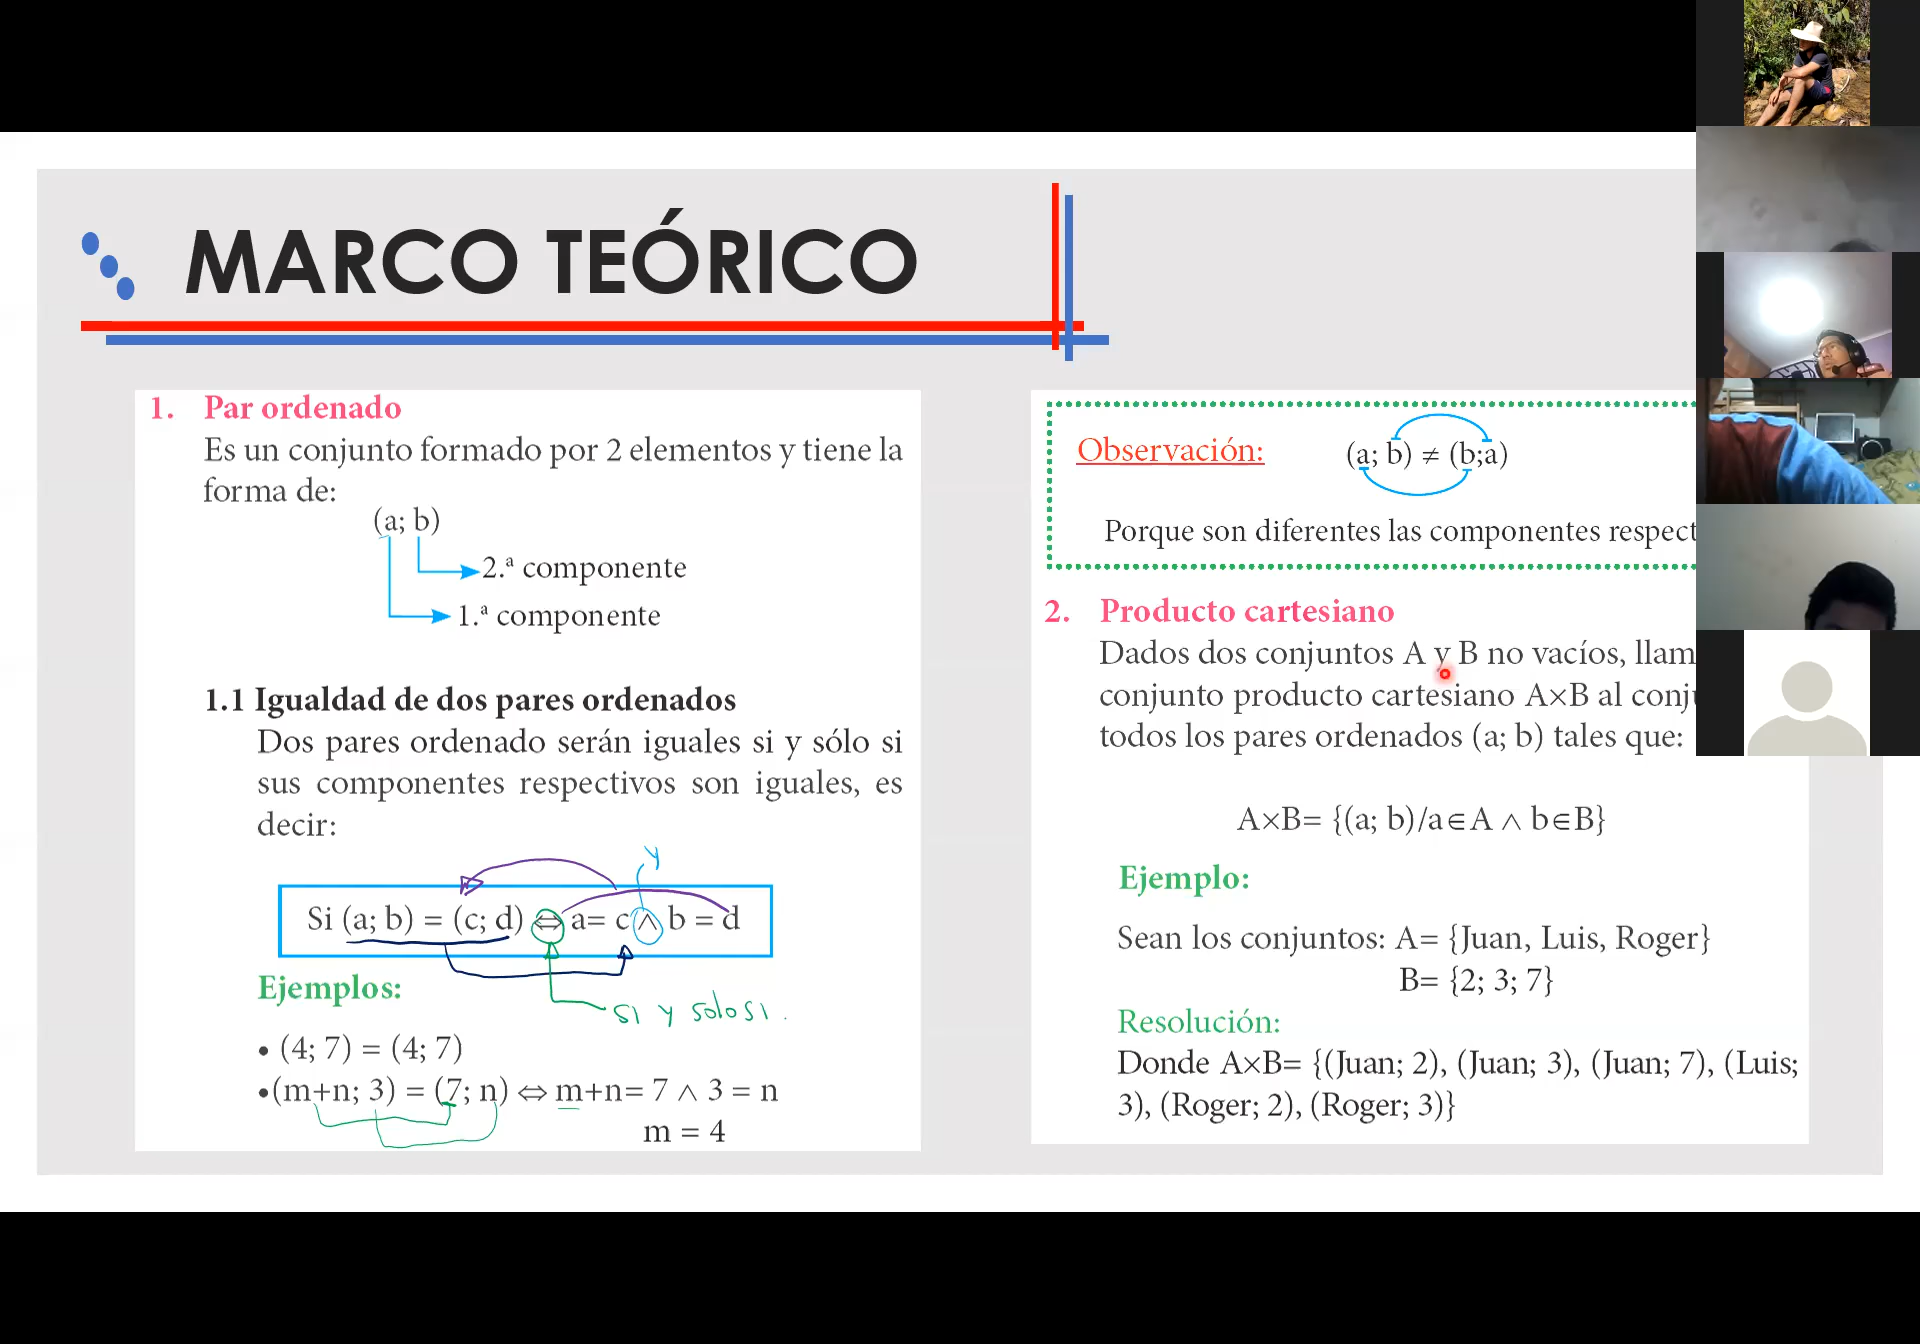 MARCO TEÓRICO
1. Par ordenado
Es un conjunto formado por 2 elementos y tiene la
forma de:
(a; b)
2.ª componente
1.ª componente
1.1 Igualdad de dos pares ordenados
Dos pares ordenado serán iguales si y sólo si
sus componentes respectivos son iguales, es
decir:
y
Si (a; b) = (c; d) ⇔ a= c ∧ b = d
Ejemplos:
si y solo si.
• (4; 7) = (4; 7)
•(m+n; 3) = (7; n) ⇔ m+n= 7 ∧ 3 = n
m = 4
Observación: (a; b) ≠ (b;a)
Porque son diferentes las componentes respect
2. Producto cartesiano
Dados dos conjuntos A y B no vacíos, llam
conjunto producto cartesiano A×B al conj
todos los pares ordenados (a; b) tales que:
A×B= {(a; b)/a∈A ∧ b∈B}
Ejemplo:
Sean los conjuntos: A= {Juan, Luis, Roger}
B= {2; 3; 7}
Resolución:
Donde A×B= {(Juan; 2), (Juan; 3), (Juan; 7), (Luis;
3), (Roger; 2), (Roger; 3)}